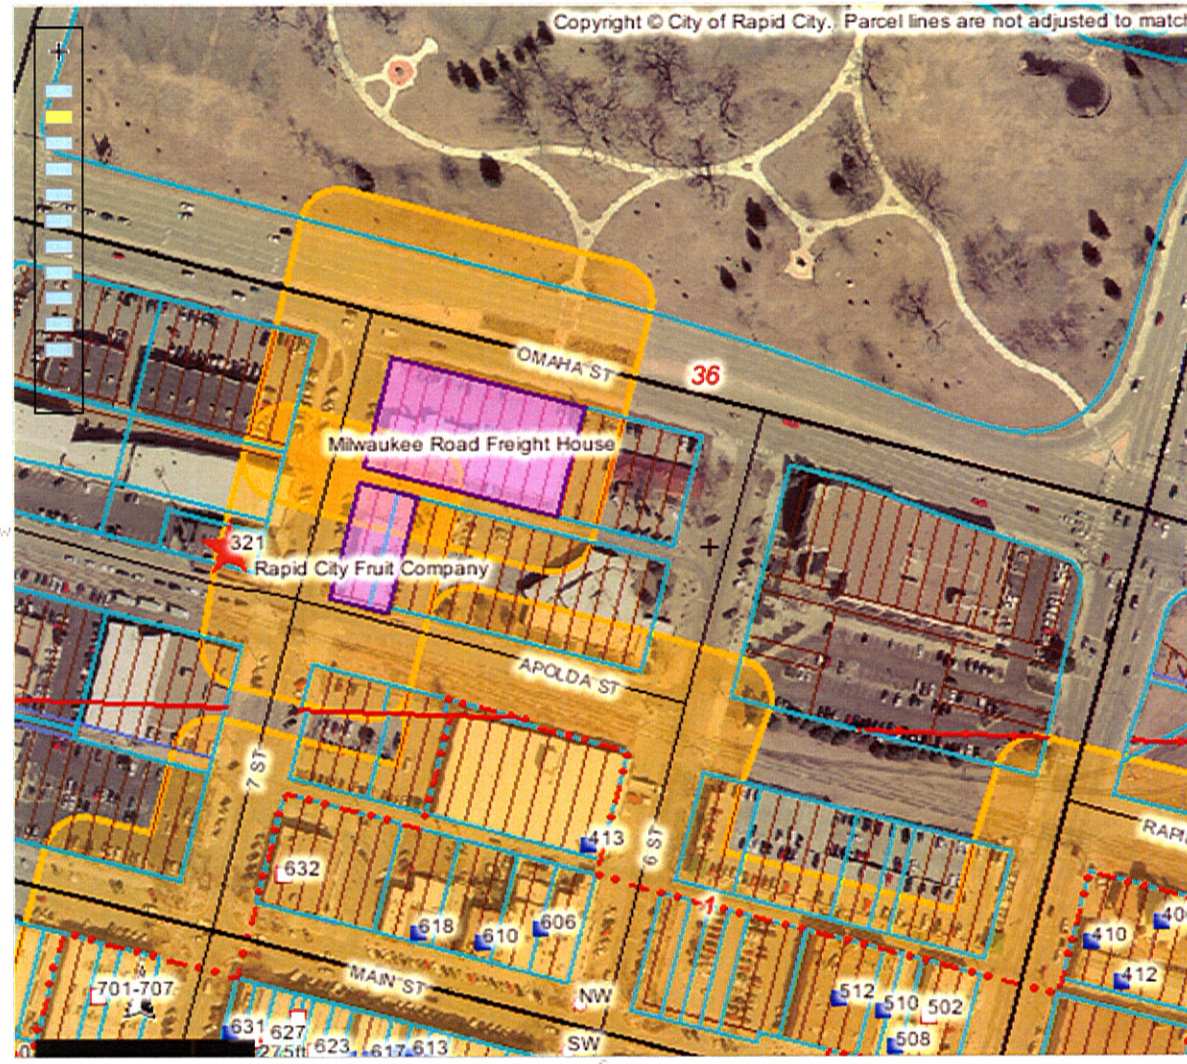 Copyright © City of Rapid City. Parcel lines are not adjusted to match
OMAHA ST
36
Milwaukee Road Freight House
321
Rapid City Fruit Company
APOLDA ST
7 ST
6 ST
413
632
1
618
610
606
410
412
MAIN ST
701-707
NW
512
510
502
631
627
508
SW
275ft
623
617
613